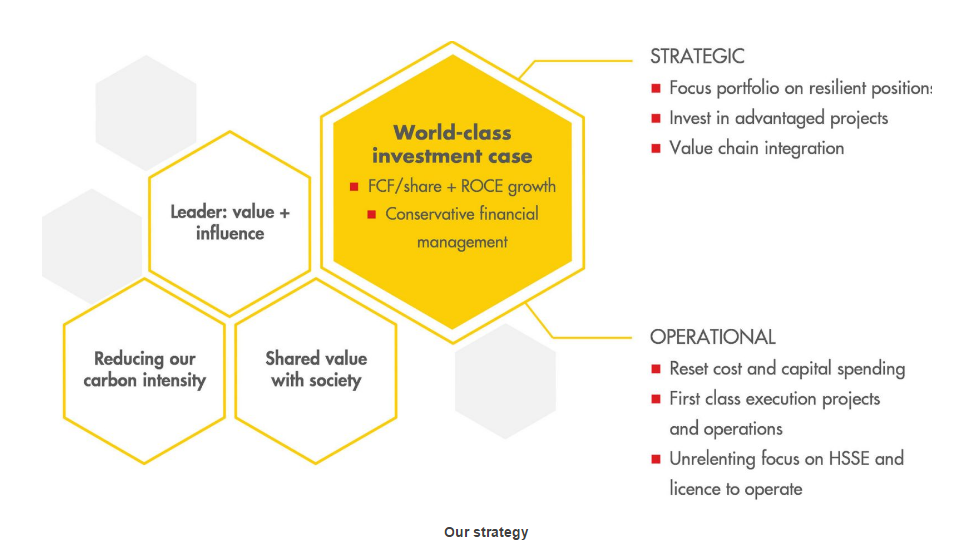 World-class
investment case
FCF/share + ROCE growth
Conservative financial
management
Leader: value +
influence
Reducing our
carbon intensity
Shared value
with society
STRATEGIC
Focus portfolio on resilient positions
Invest in advantaged projects
Value chain integration
OPERATIONAL
Reset cost and capital spending
First class execution projects
and operations
Unrelenting focus on HSSE and
licence to operate
Our strategy